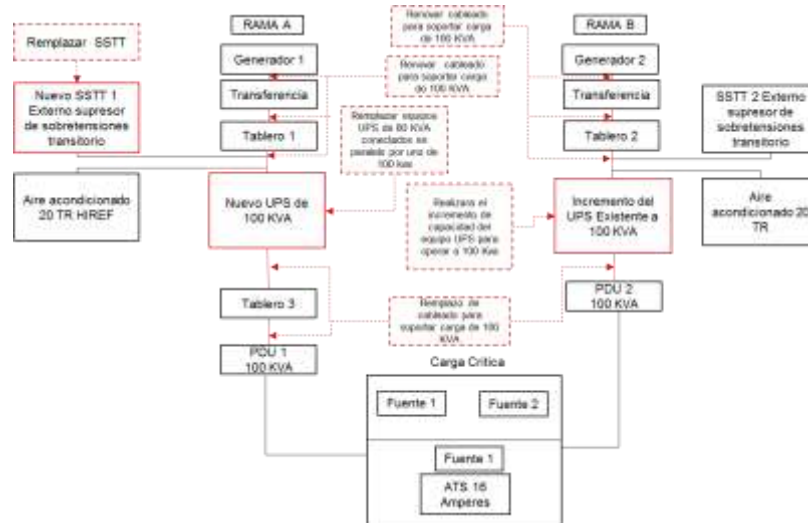 RAMA A
RAMA B
Remplazar SSTT
Renovar cableado
para soportar carga
de 100 KVA
Generador 1
Generador 2
Renovar cableado
para soportar carga
de 100 KVA
Nuevo SSTT 1
Externo supresor
de sobretensiones
transitorio
Transferencia
Transferencia
SSTT 2 Externo
supresor de
sobretensiones
transitorio
Tablero 1
Remplazar equipos
UPS de 80 KVA
conectados en
paralelo por uno de
100 kva
Tablero 2
Aire acondicionado
20 TR HIREF
Nuevo UPS de
100 KVA
Realizara el
incremento de
capacidad del
equipo UPS para
operar a 100 Kva
Incremento del
UPS Existente a
100 KVA
Aire
acondicionado 20
TR
Tablero 3
Remplazo de
cableado para
soportar carga de 100
KVA
PDU 2
100 KVA
PDU 1
100 KVA
Carga Critica
Fuente 1
Fuente 2
Fuente 1
ATS 16
Amperes